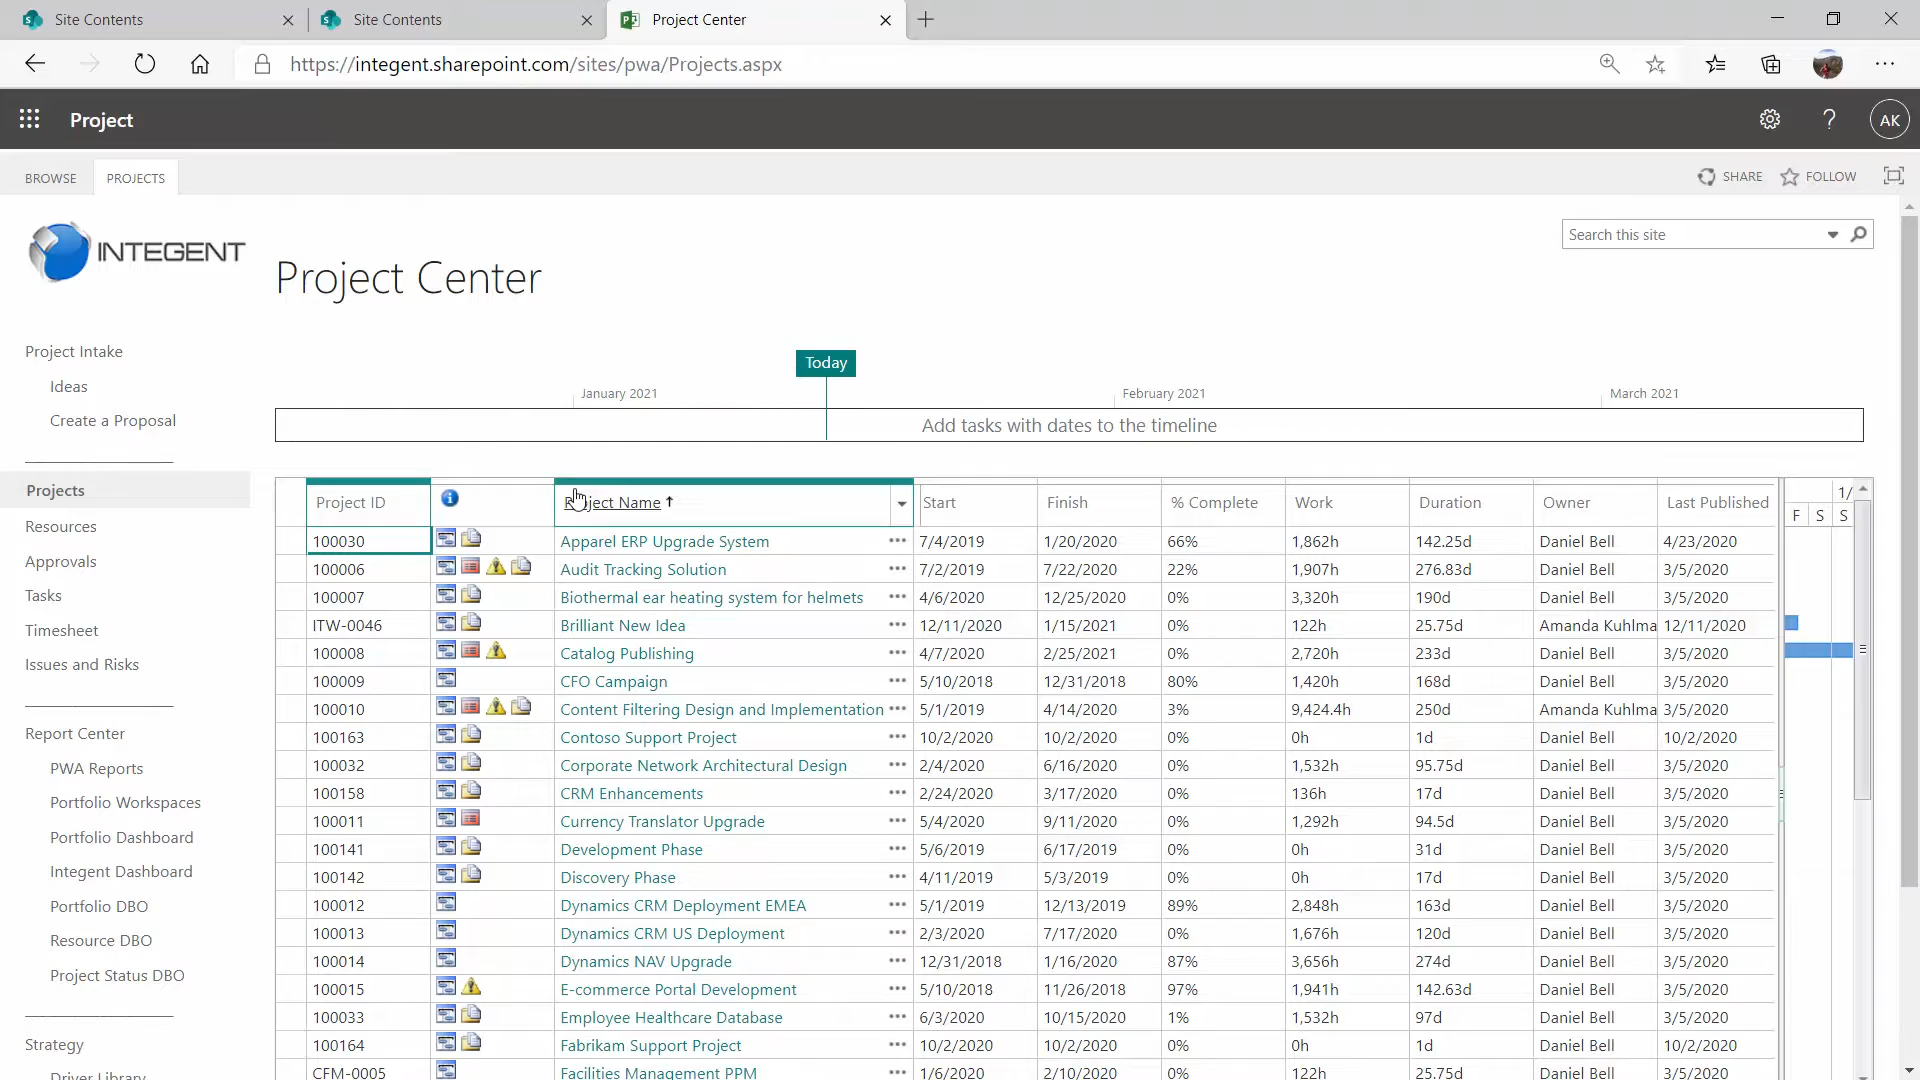 Site Contents
Site Contents
Project Center
https://integent.sharepoint.com/sites/pwa/Projects.aspx
Project
AK
BROWSE
PROJECTS
SHARE
FOLLOW
INTEGENT
Project Center
Search this site
Project Intake
Ideas
Create a Proposal
Projects
Resources
Approvals
Tasks
Timesheet
Issues and Risks
Report Center
PWA Reports
Portfolio Workspaces
Portfolio Dashboard
Integent Dashboard
Portfolio DBO
Resource DBO
Project Status DBO
Strategy
Driver Library
Today
January 2021 February 2021 March 2021
Add tasks with dates to the timeline
Project ID Project Name Start Finish % Complete Work Duration Owner Last Published 1/
F S S
100030 Apparel ERP Upgrade System 7/4/2019 1/20/2020 66% 1,862h 142.25d Daniel Bell 4/23/2020
100006 Audit Tracking Solution 7/2/2019 7/22/2020 22% 1,907h 276.83d Daniel Bell 3/5/2020
100007 Biothermal ear heating system for helmets 4/6/2020 12/25/2020 0% 3,320h 190d Daniel Bell 3/5/2020
ITW-0046 Brilliant New Idea 12/11/2020 1/15/2021 0% 122h 25.75d Amanda Kuhlma 12/11/2020
100008 Catalog Publishing 4/7/2020 2/25/2021 0% 2,720h 233d Daniel Bell 3/5/2020
100009 CFO Campaign 5/10/2018 12/31/2018 80% 1,420h 168d Daniel Bell 3/5/2020
100010 Content Filtering Design and Implementation 5/1/2019 4/14/2020 3% 9,424.4h 250d Amanda Kuhlma 3/5/2020
100163 Contoso Support Project 10/2/2020 10/2/2020 0% 0h 1d Daniel Bell 10/2/2020
100032 Corporate Network Architectural Design 2/4/2020 6/16/2020 0% 1,532h 95.75d Daniel Bell 3/5/2020
100158 CRM Enhancements 2/24/2020 3/17/2020 0% 136h 17d Daniel Bell 3/5/2020
100011 Currency Translator Upgrade 5/4/2020 9/11/2020 0% 1,292h 94.5d Daniel Bell 3/5/2020
100141 Development Phase 5/6/2019 6/17/2019 0% 0h 31d Daniel Bell 3/5/2020
100142 Discovery Phase 4/11/2019 5/3/2019 0% 0h 17d Daniel Bell 3/5/2020
100012 Dynamics CRM Deployment EMEA 5/1/2019 12/13/2019 89% 2,848h 163d Daniel Bell 3/5/2020
100013 Dynamics CRM US Deployment 2/3/2020 7/17/2020 0% 1,676h 120d Daniel Bell 3/5/2020
100014 Dynamics NAV Upgrade 12/31/2018 1/16/2020 87% 3,656h 274d Daniel Bell 3/5/2020
100015 E-commerce Portal Development 5/10/2018 11/26/2018 97% 1,941h 142.63d Daniel Bell 3/5/2020
100033 Employee Healthcare Database 6/3/2020 10/15/2020 1% 1,532h 97d Daniel Bell 3/5/2020
100164 Fabrikam Support Project 10/2/2020 10/2/2020 0% 0h 1d Daniel Bell 10/2/2020
CFM-0005 Facilities Management PPM 1/6/2020 2/10/2020 0% 122h 25.75d Daniel Bell 3/5/2020